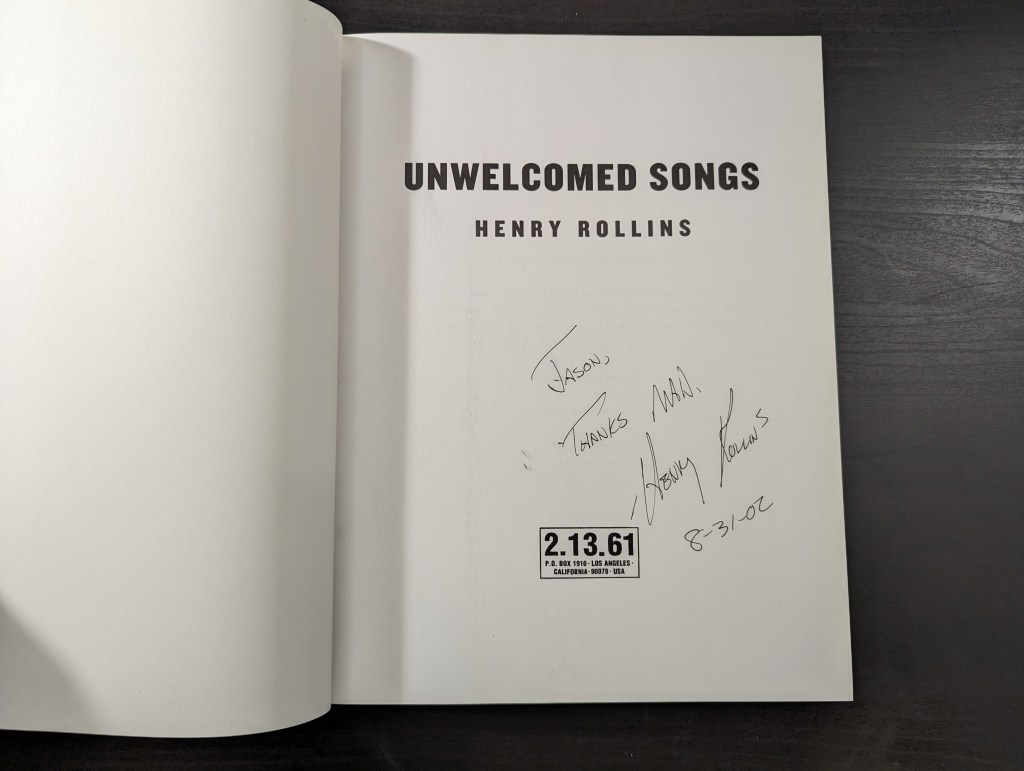 UNWELCOMED SONGS
HENRY ROLLINS
JASON,
THANKS MAN.
HENRY ROLLINS
8-31-02
2.13.61
P.O. BOX 1910 · LOS ANGELES ·
CALIFORNIA · 90078 · USA